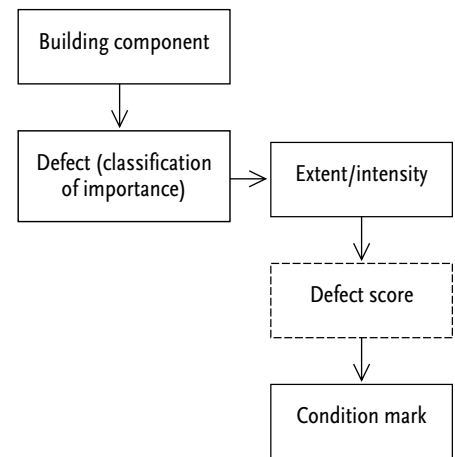 Building component
Defect (classification
of importance)
Extent/intensity
Defect score
Condition mark